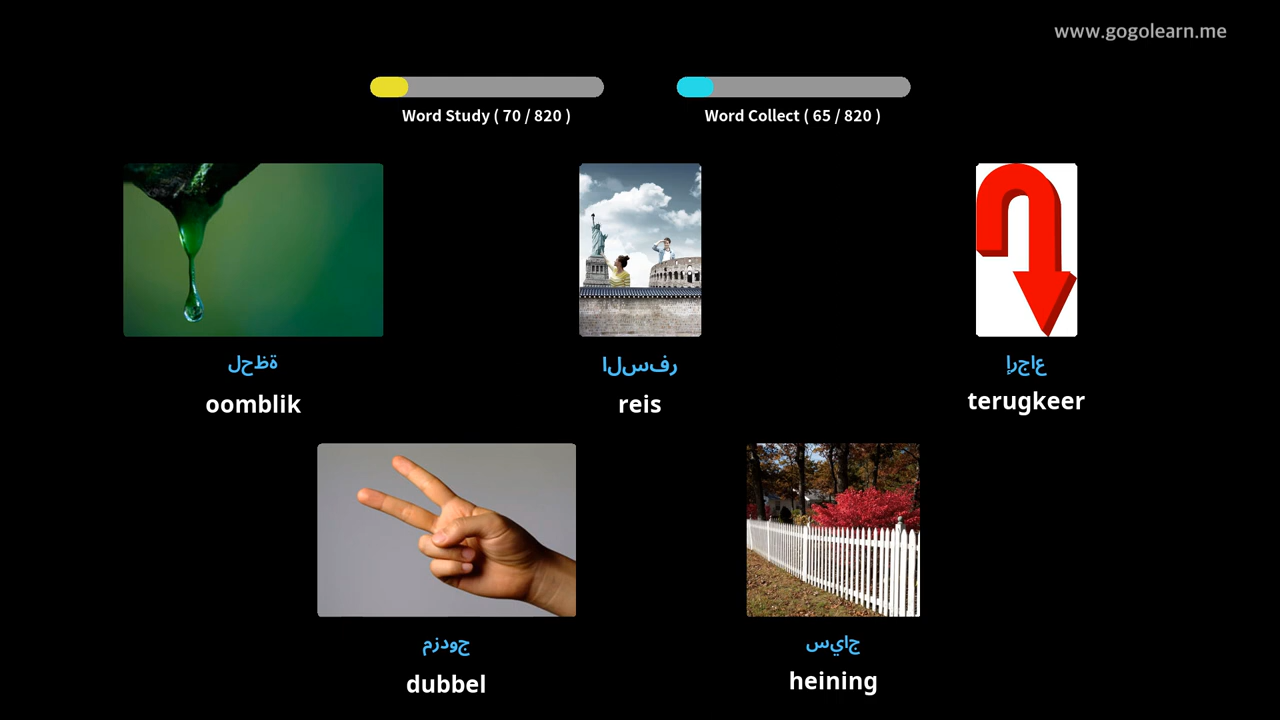 www.gogolearn.me
Word Study ( 70 / 820 )
Word Collect ( 65 / 820 )
لحظة
oomblik
السفر
reis
إرجاع
terugkeer
مزدوج
dubbel
سياج
heining